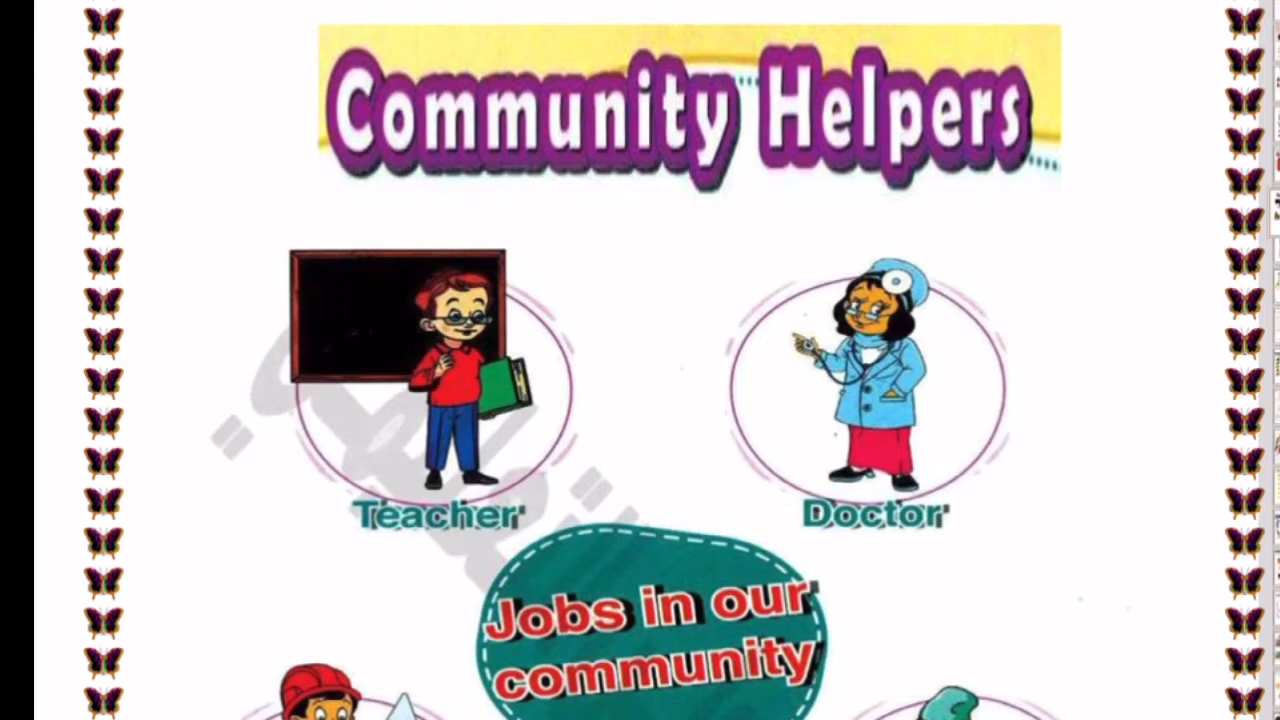 Community Helpers
Teacher
Doctor
Jobs in our
community